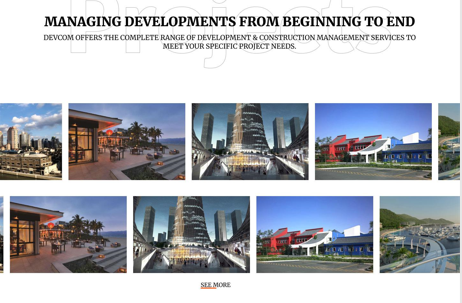 Projects
MANAGING DEVELOPMENTS FROM BEGINNING TO END
DEVCOM OFFERS THE COMPLETE RANGE OF DEVELOPMENT & CONSTRUCTION MANAGEMENT SERVICES TO
MEET YOUR SPECIFIC PROJECT NEEDS.
SEE MORE